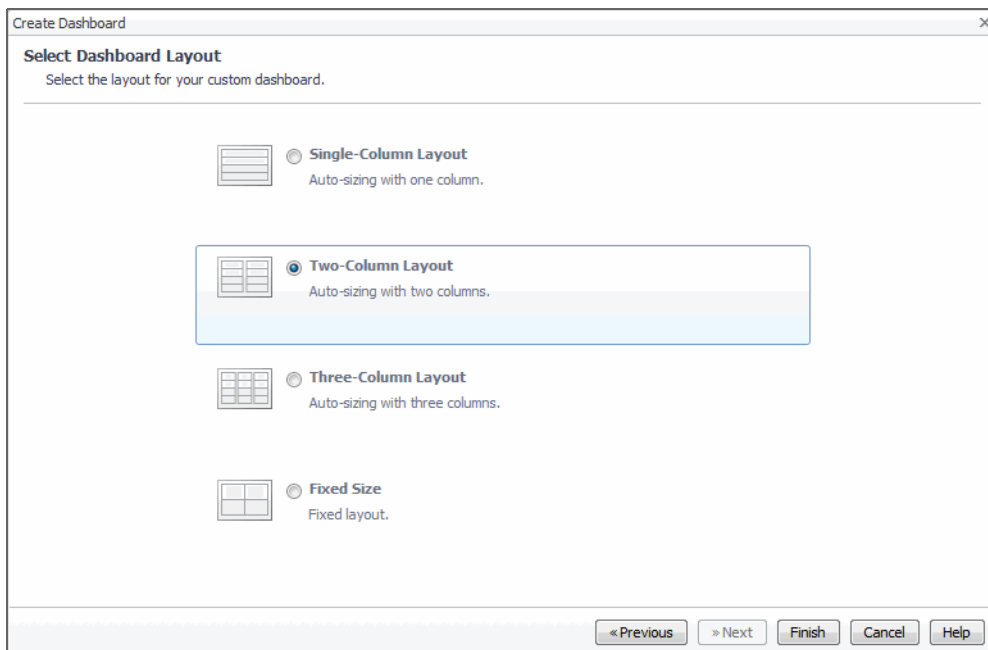 Create Dashboard
Select Dashboard Layout
Select the layout for your custom dashboard.
Single-Column Layout
Auto-sizing with one column.
Two-Column Layout
Auto-sizing with two columns.
Three-Column Layout
Auto-sizing with three columns.
Fixed Size
Fixed layout.
« Previous » Next Finish Cancel Help